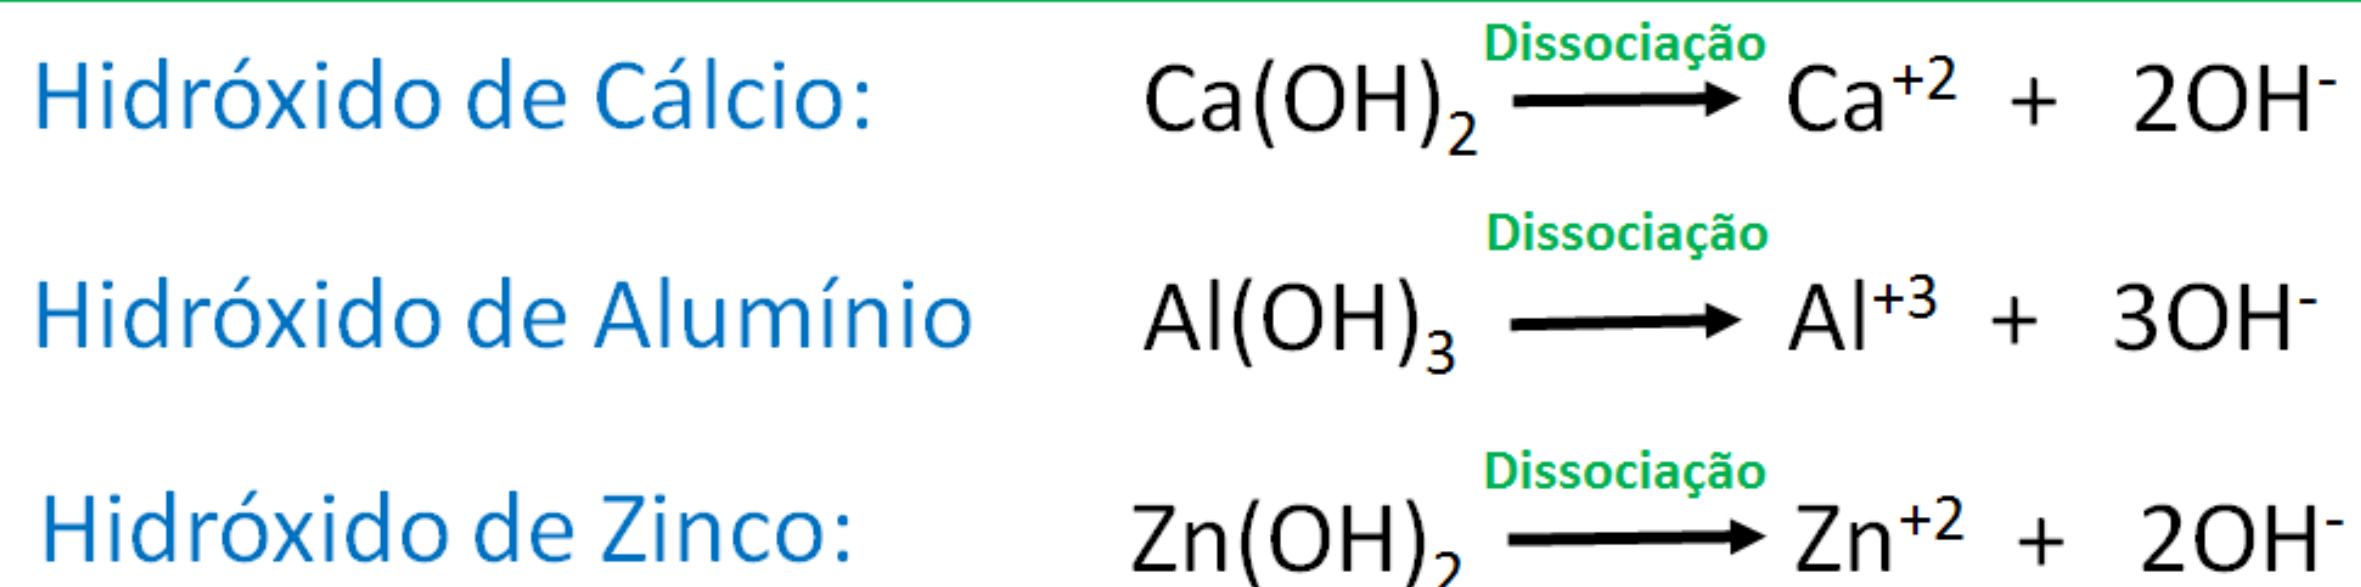 Hidróxido de Cálcio: Ca(OH)₂ Dissociação → Ca⁺² + 2OH⁻
Hidróxido de Alumínio Al(OH)₃ Dissociação → Al⁺³ + 3OH⁻
Hidróxido de Zinco: Zn(OH)₂ Dissociação → Zn⁺² + 2OH⁻